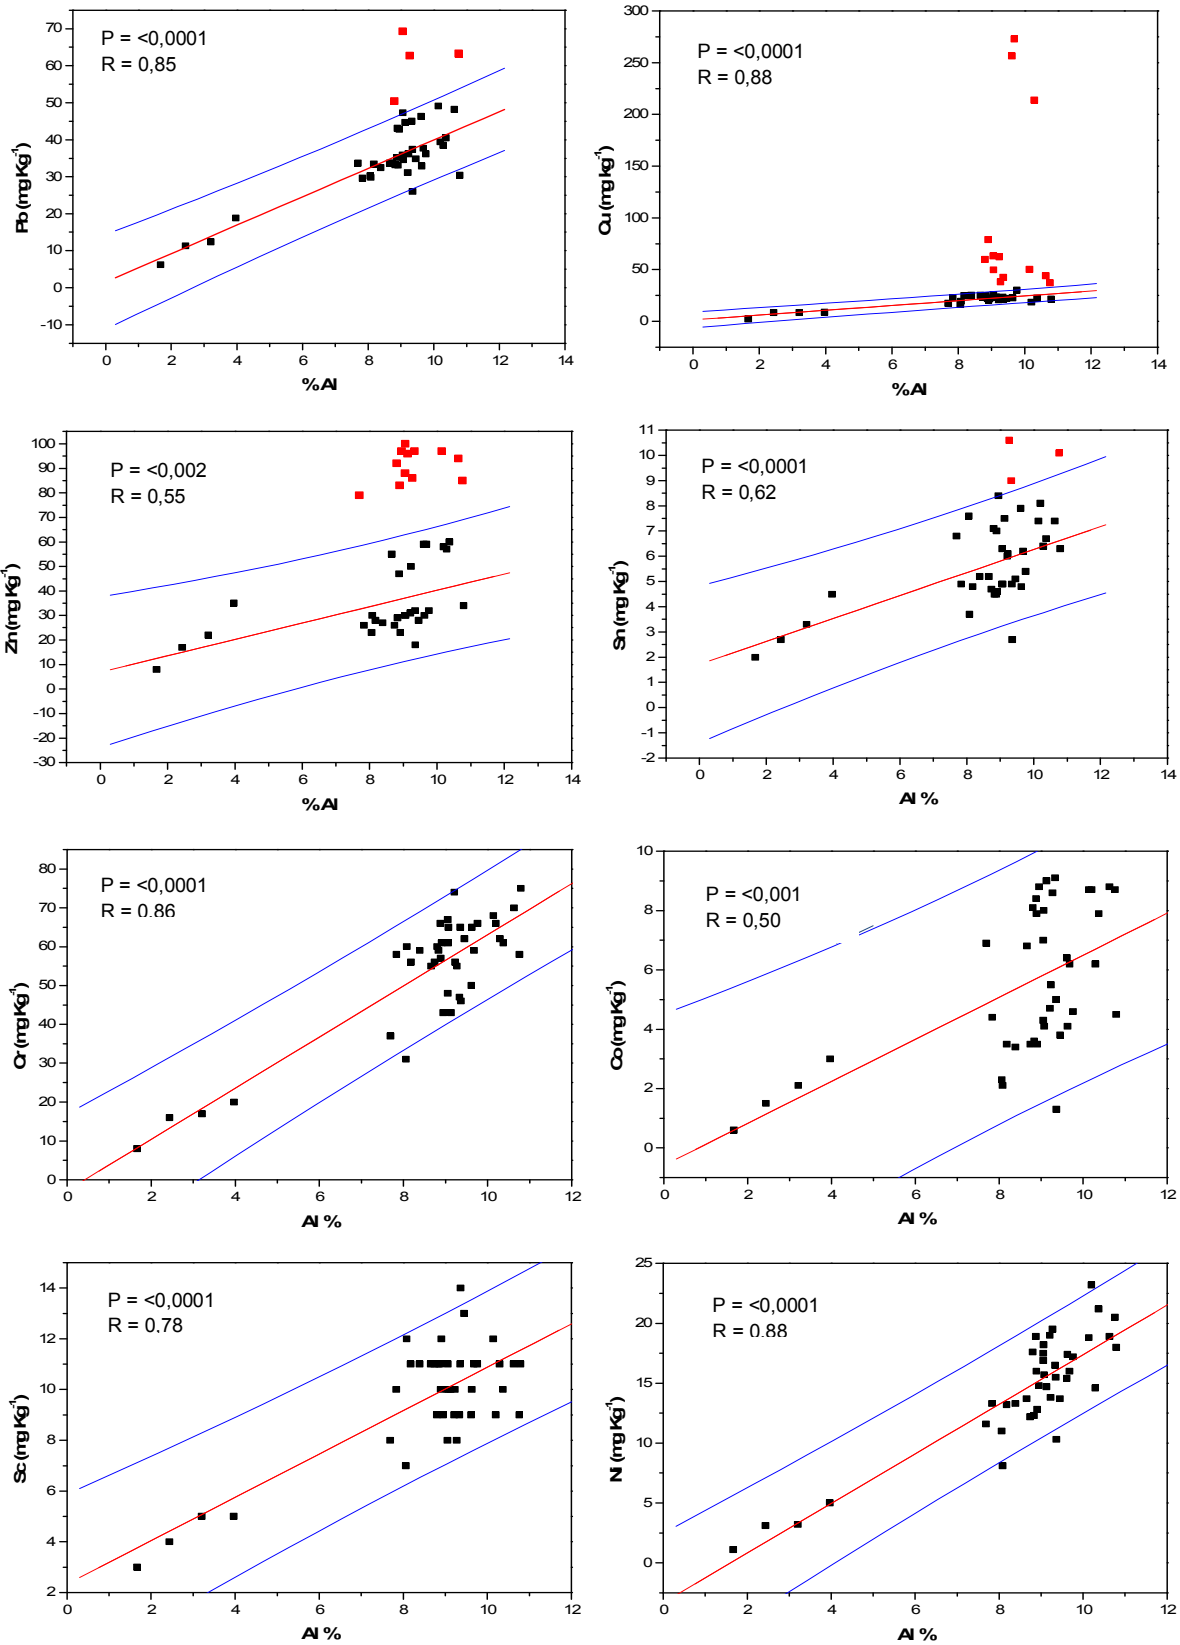 P = <0,0001
R = 0,85
Pb (mg Kg-1)
70
60
50
40
30
20
10
0
-10
0 2 4 6 8 10 12 14
% Al
P = <0,0001
R = 0,88
Cu (mg Kg-1)
300
250
200
150
100
50
0
0 2 4 6 8 10 12 14
% Al
P = <0,002
R = 0,55
Zn (mg Kg-1)
100
90
80
70
60
50
40
30
20
10
0
-10
-20
-30
0 2 4 6 8 10 12 14
% Al
P = <0,0001
R = 0,62
Sn (mg Kg-1)
11
10
9
8
7
6
5
4
3
2
1
0
-1
-2
0 2 4 6 8 10 12 14
Al %
P = <0,0001
R = 0,86
Cr (mg Kg-1)
80
70
60
50
40
30
20
10
0
0 2 4 6 8 10 12
Al %
P = <0,001
R = 0,50
Co (mg Kg-1)
10
8
6
4
2
0
0 2 4 6 8 10 12
Al %
P = <0,0001
R = 0,78
Sc (mg Kg-1)
14
12
10
8
6
4
2
0 2 4 6 8 10 12
Al %
P = <0,0001
R = 0,88
Ni (mg Kg-1)
25
20
15
10
5
0
0 2 4 6 8 10 12
Al %